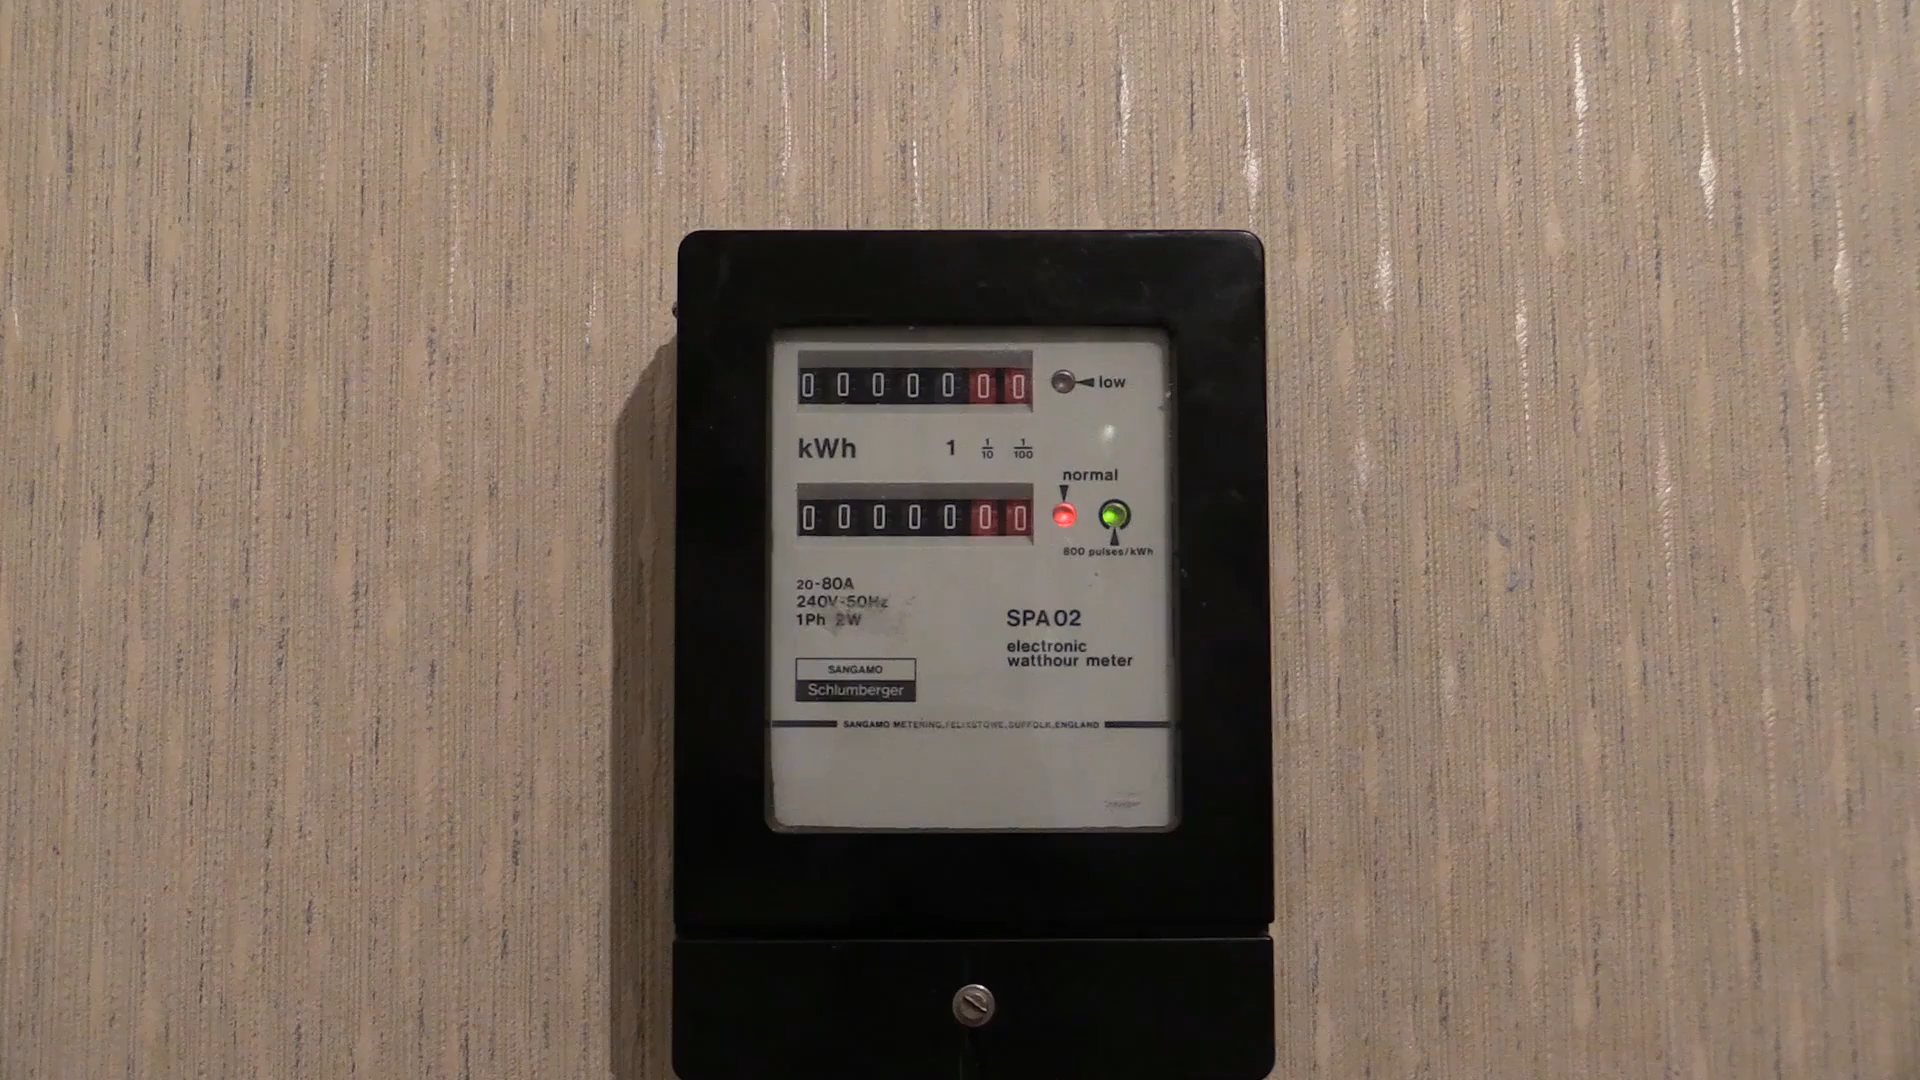 0000000
low
kWh 1 1/10 1/100
normal
0000000
800 pulses/kWh
20-80A
240V-50Hz
1Ph 2W
SPA02
electronic
watthour meter
SANGAMO
Schlumberger
SANGAMO METERING, FELIXSTOWE, SUFFOLK, ENGLAND